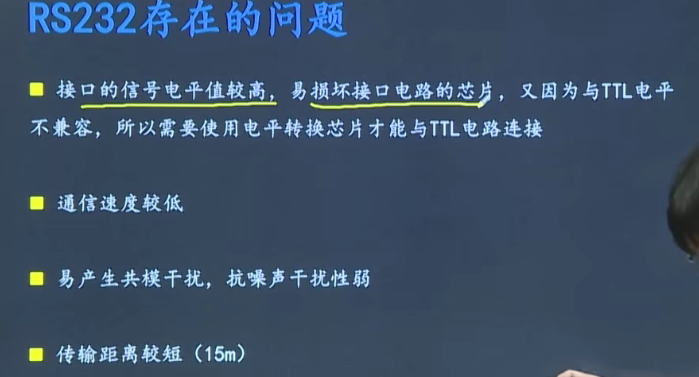 RS232存在的问题
接口的信号电平值较高，易损坏接口电路的芯片，又因为与TTL电平
不兼容，所以需要使用电平转换芯片才能与TTL电路连接
通信速度较低
易产生共模干扰，抗噪声干扰性弱
传输距离较短（15m）